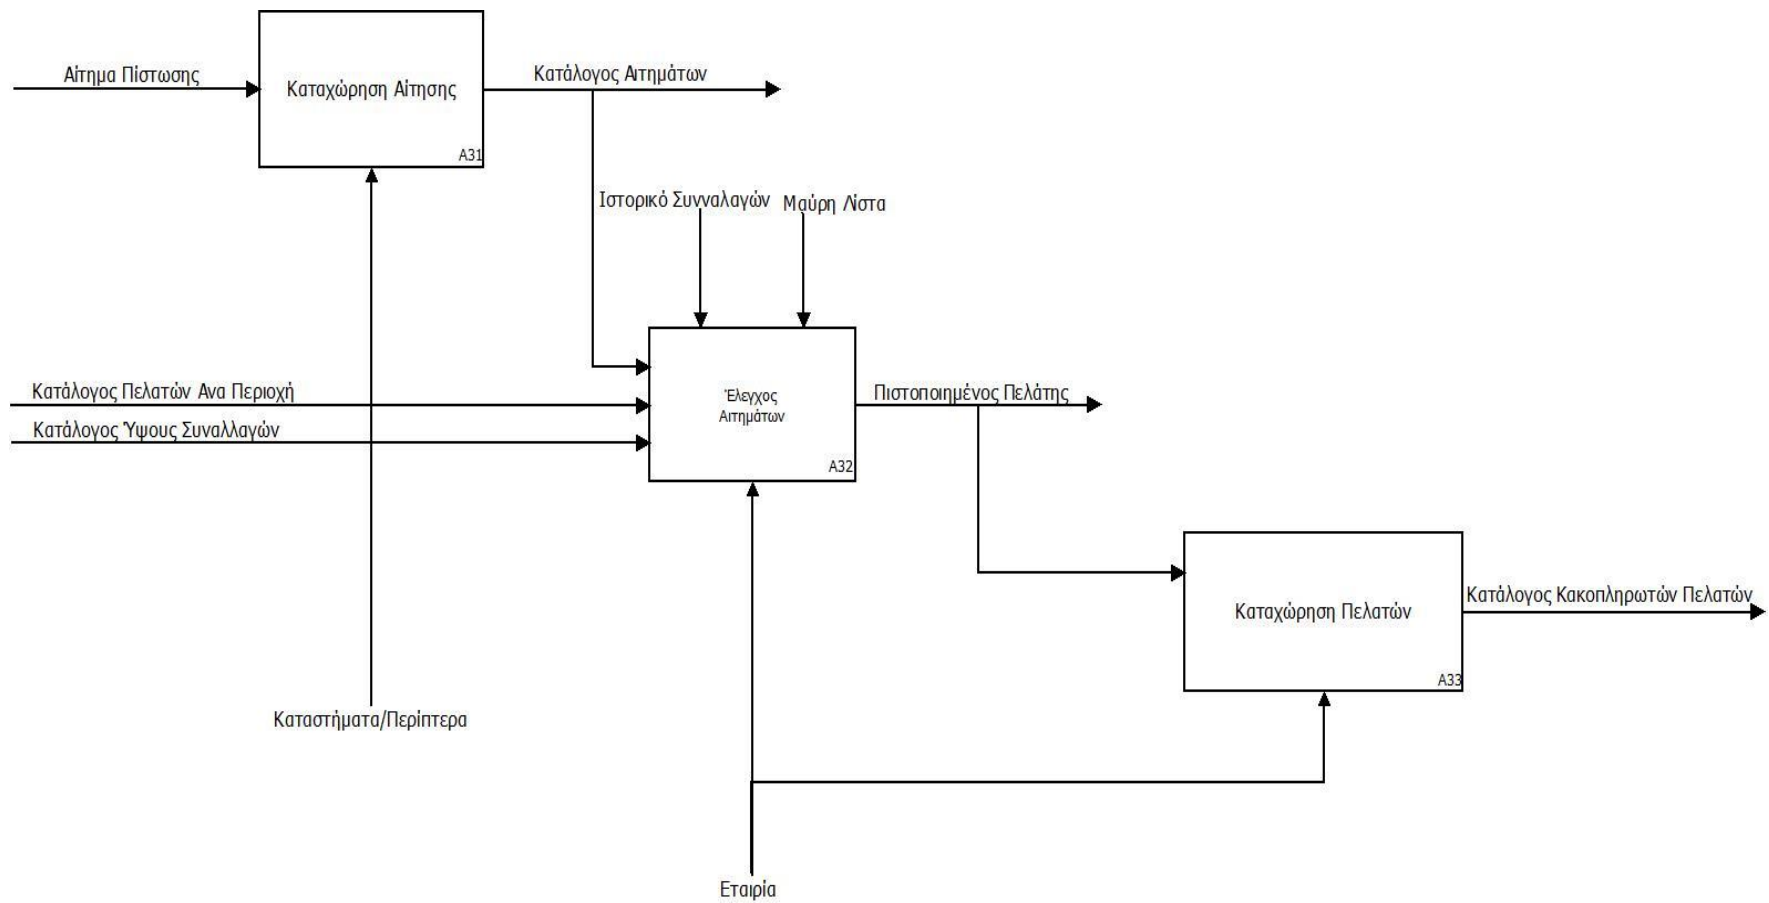 Αίτημα Πίστωσης
Καταχώρηση Αίτησης
A31
Κατάλογος Αιτημάτων
Ιστορικό Συνναλαγών
Μαύρη Λίστα
Κατάλογος Πελατών Ανα Περιοχή
Κατάλογος Ύψους Συναλλαγών
Έλεγχος
Αιτημάτων
A32
Πιστοποιημένος Πελάτης
Καταχώρηση Πελατών
A33
Κατάλογος Κακοπληρωτών Πελατών
Καταστήματα/Περίπτερα
Εταιρία